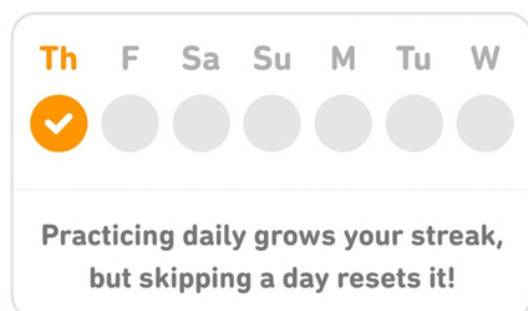 Th F Sa Su M Tu W
Practicing daily grows your streak,
but skipping a day resets it!